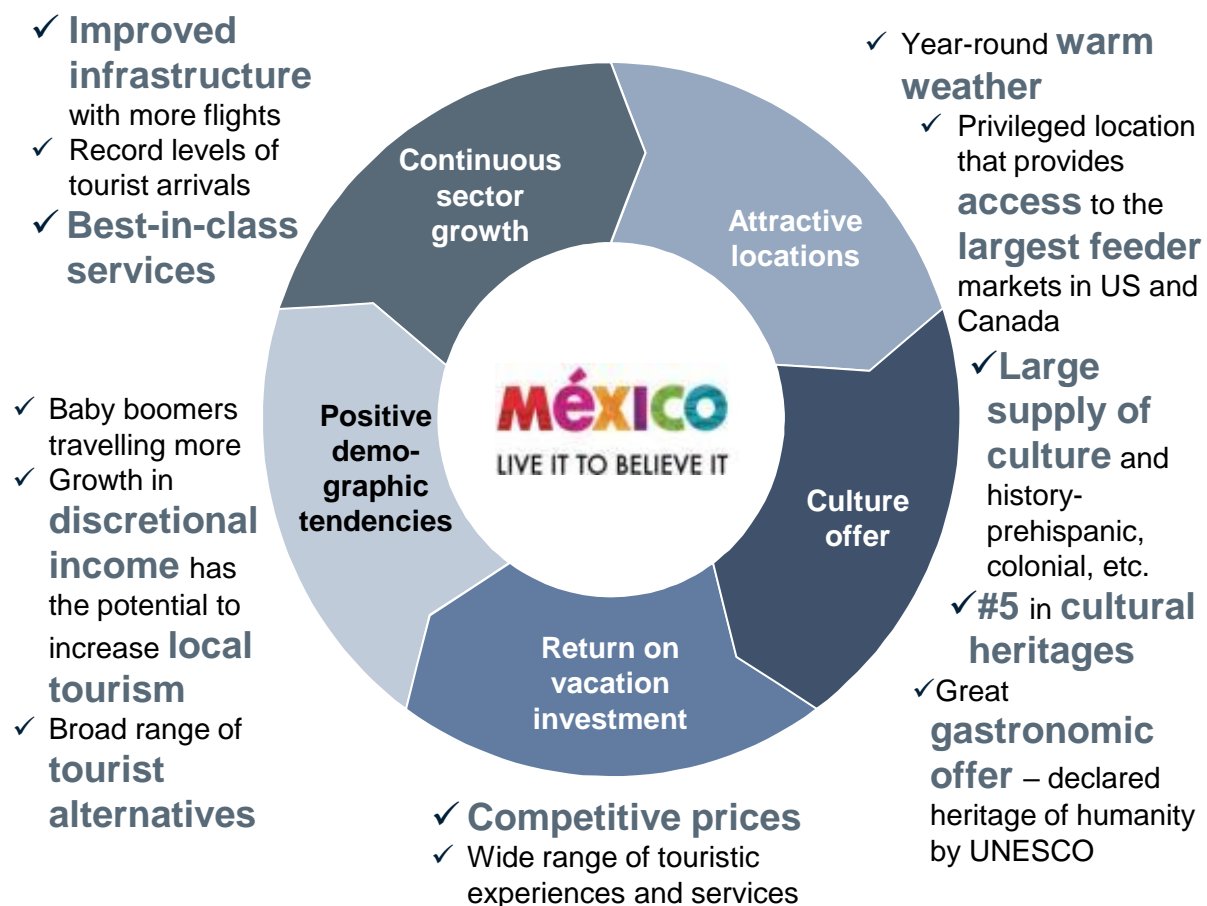 ✓ Improved
infrastructure
with more flights
✓ Record levels of
tourist arrivals
✓ Best-in-class
services
Continuous
sector
growth
Attractive
locations
✓ Year-round warm
weather
✓ Privileged location
that provides
access to the
largest feeder
markets in US and
Canada
Positive
demo-
graphic
tendencies
méxico
LIVE IT TO BELIEVE IT
Culture
offer
✓Large
supply of
culture and
history-
prehispanic,
colonial, etc.
✓#5 in cultural
heritages
✓Great
gastronomic
offer – declared
heritage of humanity
by UNESCO
✓ Baby boomers
travelling more
✓ Growth in
discretional
income has
the potential to
increase local
tourism
✓ Broad range of
tourist
alternatives
Return on
vacation
investment
✓ Competitive prices
✓ Wide range of touristic
experiences and services